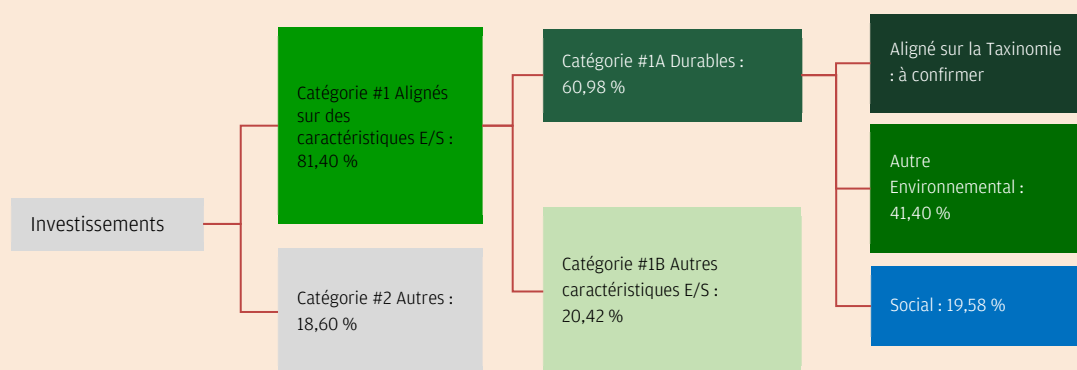 Investissements
Catégorie #1 Alignés
sur des
caractéristiques E/S :
81,40 %
Catégorie #2 Autres :
18,60 %
Catégorie #1A Durables :
60,98 %
Catégorie #1B Autres
caractéristiques E/S :
20,42 %
Aligné sur la Taxinomie
: à confirmer
Autre
Environnemental :
41,40 %
Social : 19,58 %